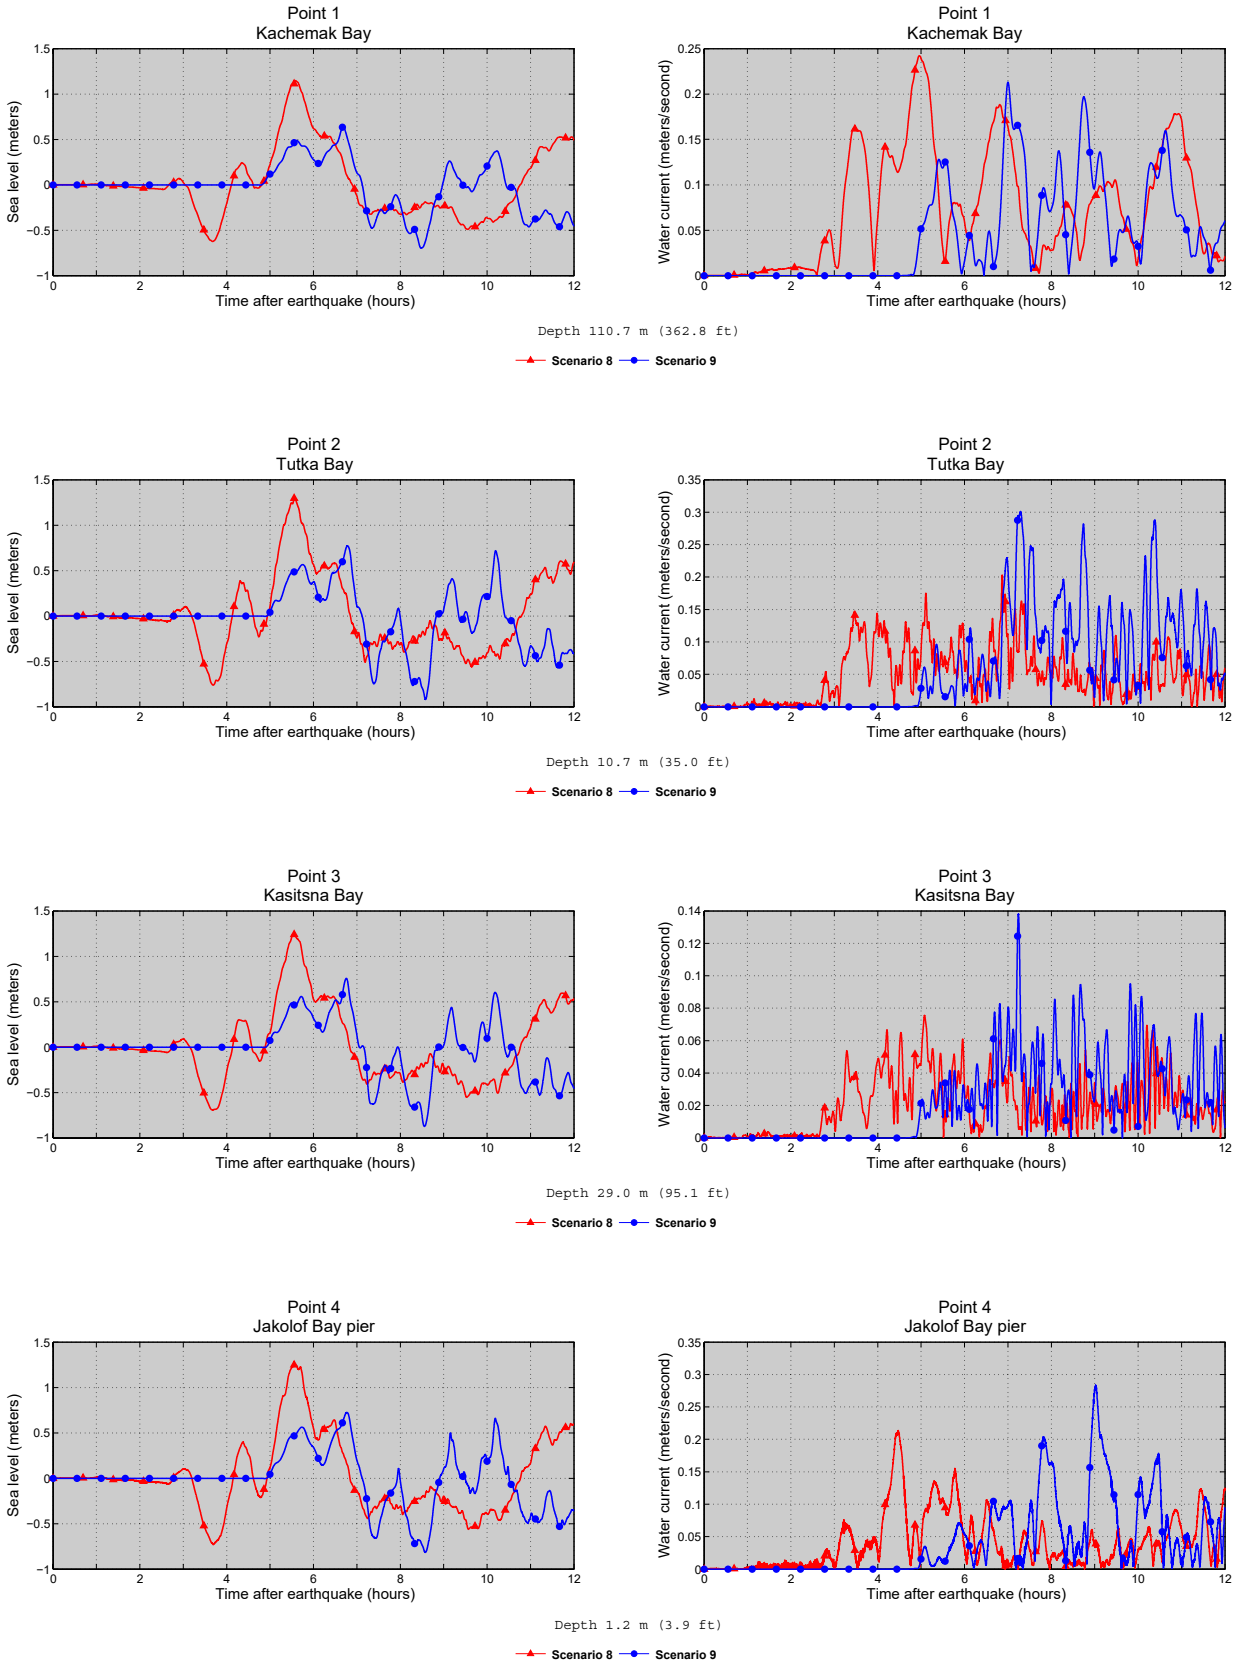 Point 1
Kachemak Bay
Sea level (meters)
1.5
1
0.5
0
−0.5
−1
0 2 4 6 8 10 12
Time after earthquake (hours)
Point 1
Kachemak Bay
Water current (meters/second)
0.25
0.2
0.15
0.1
0.05
0
0 2 4 6 8 10 12
Time after earthquake (hours)
Depth 110.7 m (362.8 ft)
Scenario 8 Scenario 9
Point 2
Tutka Bay
Sea level (meters)
1.5
1
0.5
0
−0.5
−1
0 2 4 6 8 10 12
Time after earthquake (hours)
Point 2
Tutka Bay
Water current (meters/second)
0.35
0.3
0.25
0.2
0.15
0.1
0.05
0
0 2 4 6 8 10 12
Time after earthquake (hours)
Depth 10.7 m (35.0 ft)
Scenario 8 Scenario 9
Point 3
Kasitsna Bay
Sea level (meters)
1.5
1
0.5
0
−0.5
−1
0 2 4 6 8 10 12
Time after earthquake (hours)
Point 3
Kasitsna Bay
Water current (meters/second)
0.14
0.12
0.1
0.08
0.06
0.04
0.02
0
0 2 4 6 8 10 12
Time after earthquake (hours)
Depth 29.0 m (95.1 ft)
Scenario 8 Scenario 9
Point 4
Jakolof Bay pier
Sea level (meters)
1.5
1
0.5
0
−0.5
−1
0 2 4 6 8 10 12
Time after earthquake (hours)
Point 4
Jakolof Bay pier
Water current (meters/second)
0.35
0.3
0.25
0.2
0.15
0.1
0.05
0
0 2 4 6 8 10 12
Time after earthquake (hours)
Depth 1.2 m (3.9 ft)
Scenario 8 Scenario 9